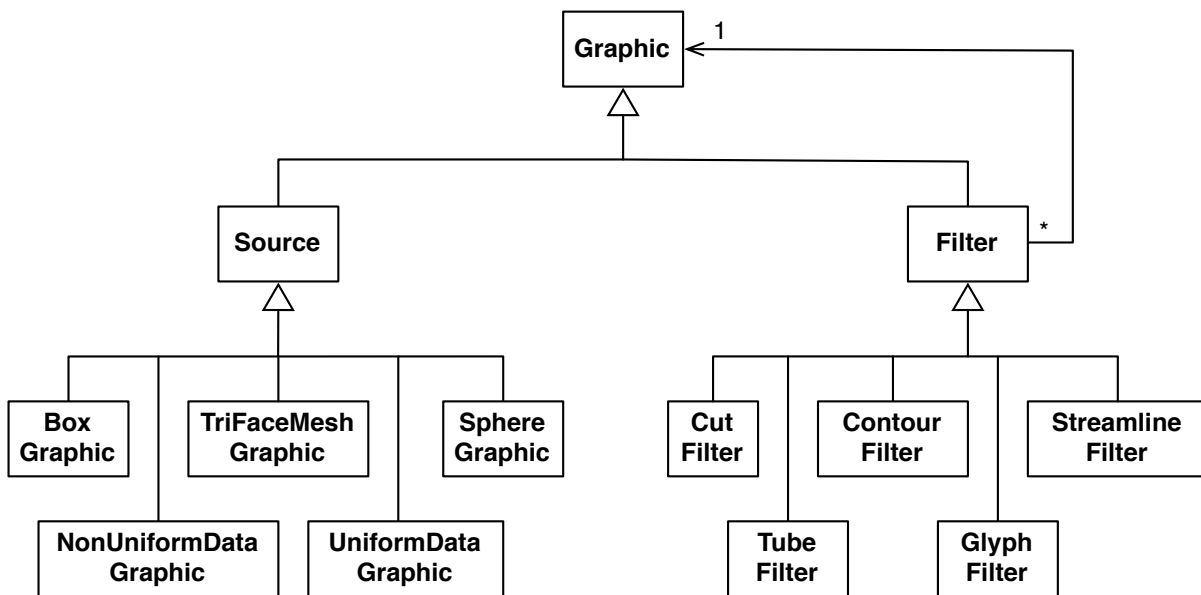 Graphic
1
Source
Filter
*
Box
Graphic
TriFaceMesh
Graphic
Sphere
Graphic
Cut
Filter
Contour
Filter
Streamline
Filter
NonUniformData
Graphic
UniformData
Graphic
Tube
Filter
Glyph
Filter